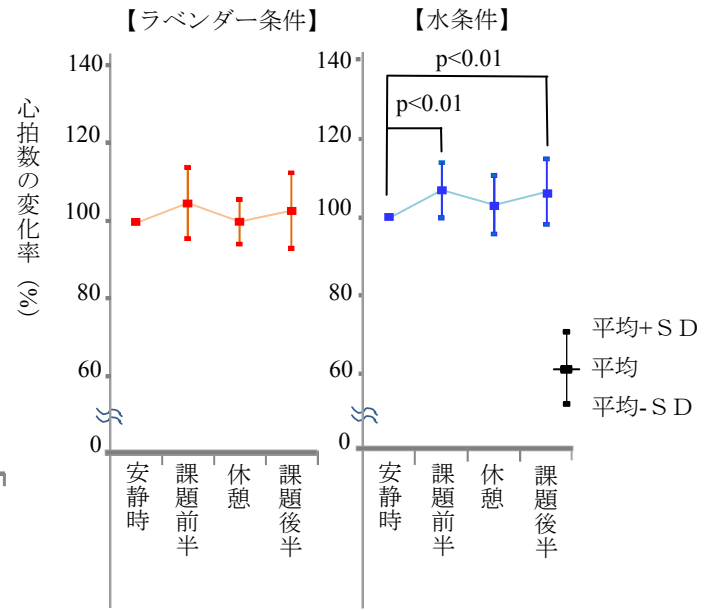 【ラベンダー条件】
心拍数の変化率 (%)
140
120
100
80
60
0
安静時
課題前半
休憩
課題後半
【水条件】
140
120
100
80
60
0
p<0.01
p<0.01
安静時
課題前半
休憩
課題後半
平均+ＳＤ
平均
平均-ＳＤ